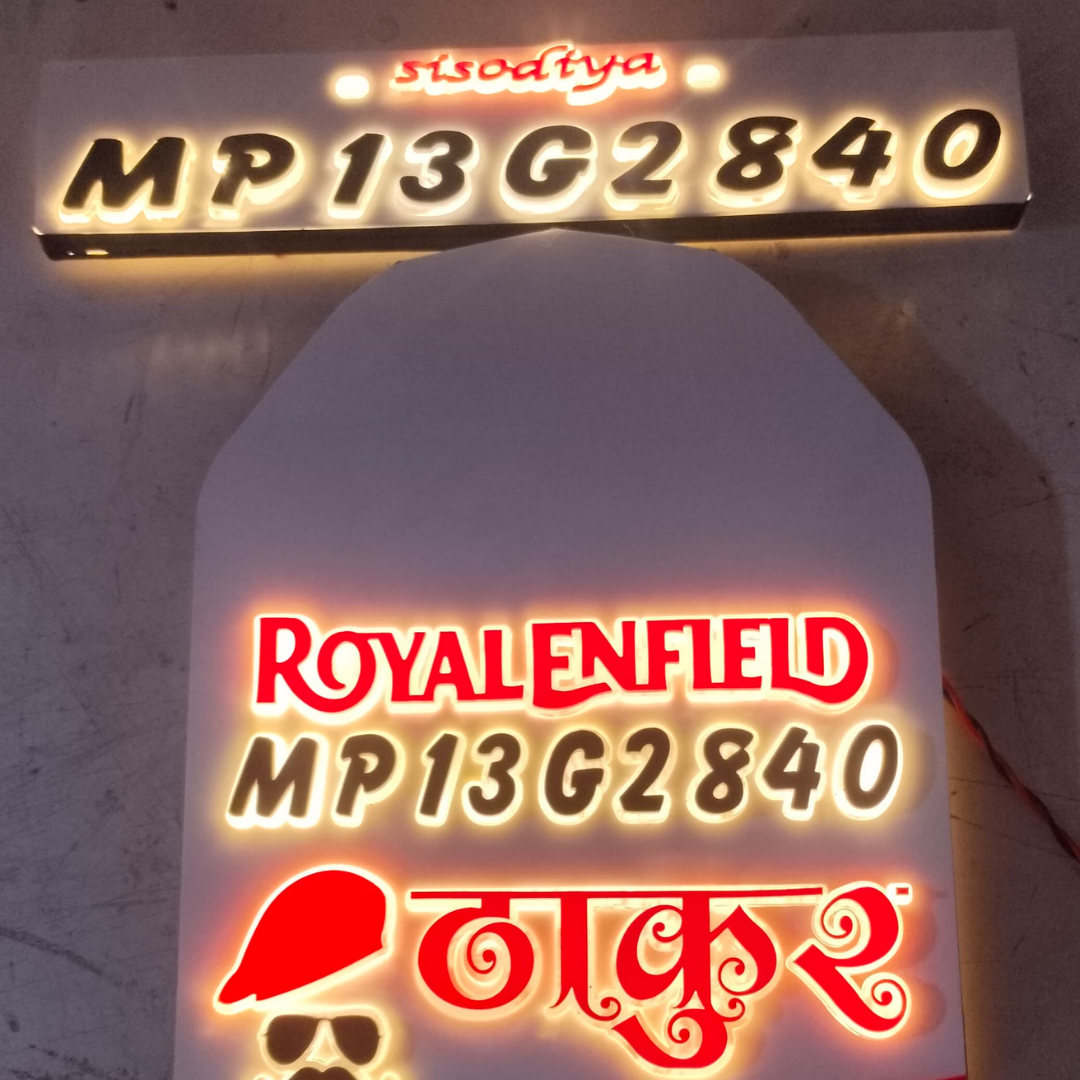 sisodiya
MP13G2840
ROYAL ENFIELD
MP13G2840
ठाकुर